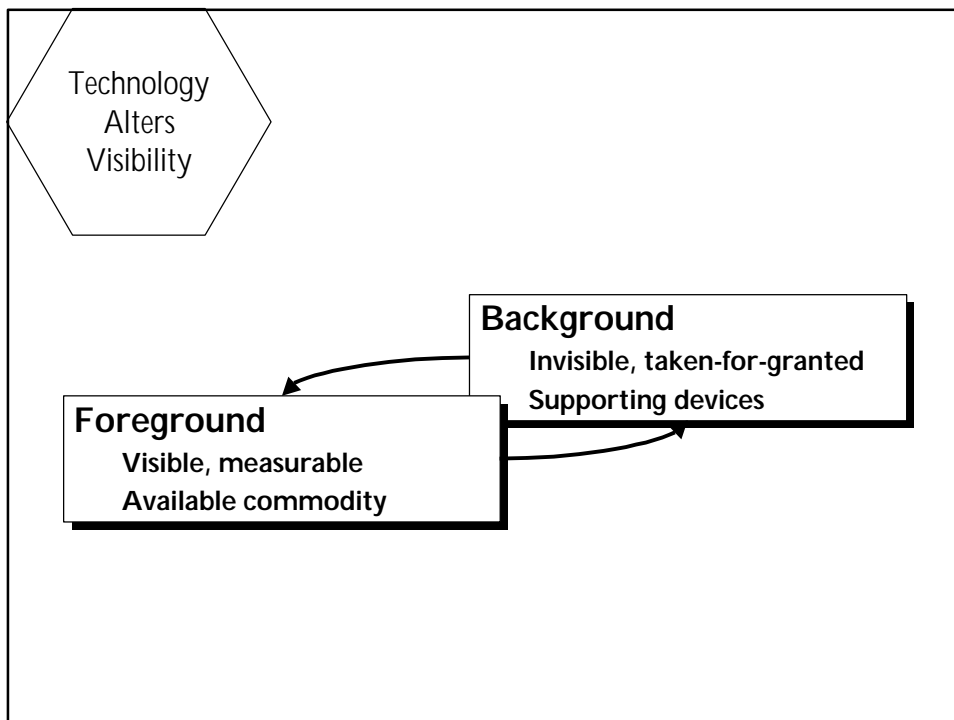 Technology
Alters
Visibility
Background
Invisible, taken-for-granted
Supporting devices
Foreground
Visible, measurable
Available commodity